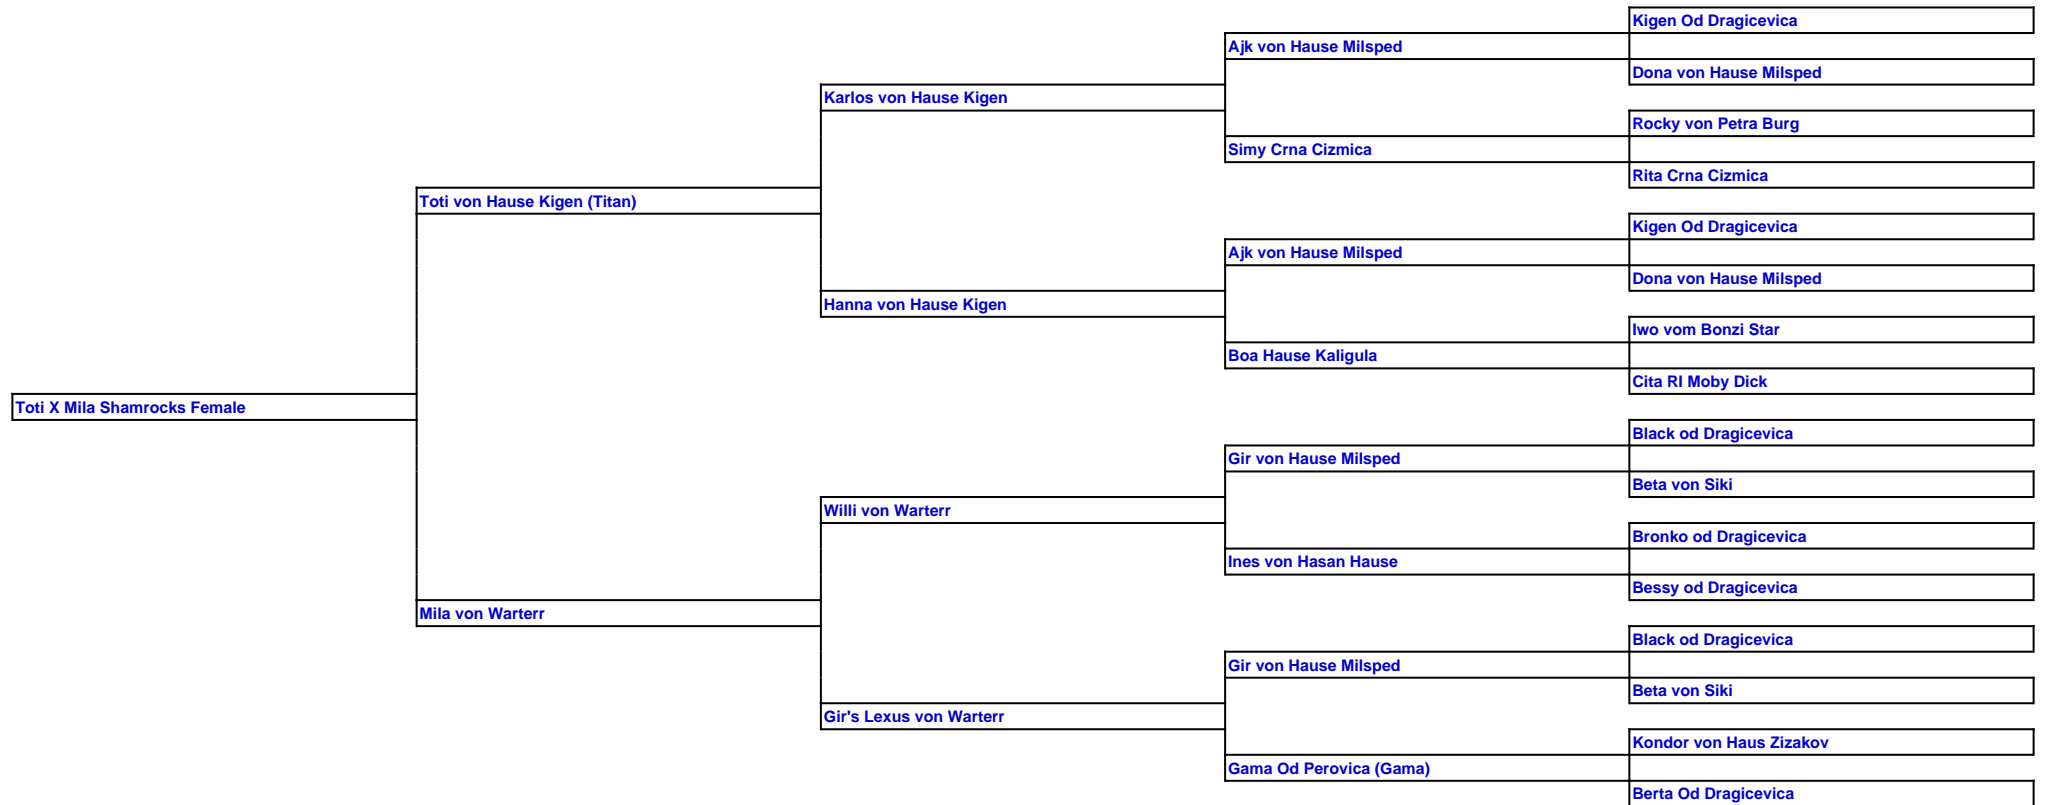 Kigen Od Dragicevica
Ajk von Hause Milsped
Dona von Hause Milsped
Karlos von Hause Kigen
Rocky von Petra Burg
Simy Crna Cizmica
Rita Crna Cizmica
Toti von Hause Kigen (Titan)
Kigen Od Dragicevica
Ajk von Hause Milsped
Dona von Hause Milsped
Hanna von Hause Kigen
Iwo vom Bonzi Star
Boa Hause Kaligula
Cita RI Moby Dick
Toti X Mila Shamrocks Female
Black od Dragicevica
Gir von Hause Milsped
Beta von Siki
Willi von Warterr
Bronko od Dragicevica
Ines von Hasan Hause
Bessy od Dragicevica
Mila von Warterr
Black od Dragicevica
Gir von Hause Milsped
Beta von Siki
Gir's Lexus von Warterr
Kondor von Haus Zizakov
Gama Od Perovica (Gama)
Berta Od Dragicevica